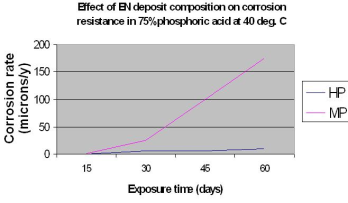 Effect of EN deposit composition on corrosion
resistance in 75%phosphoric acid at 40 deg. C
Corrosion rate
(microns/y)
200
150
100
50
0
15 30 45 60
Exposure time (days)
HP
MP